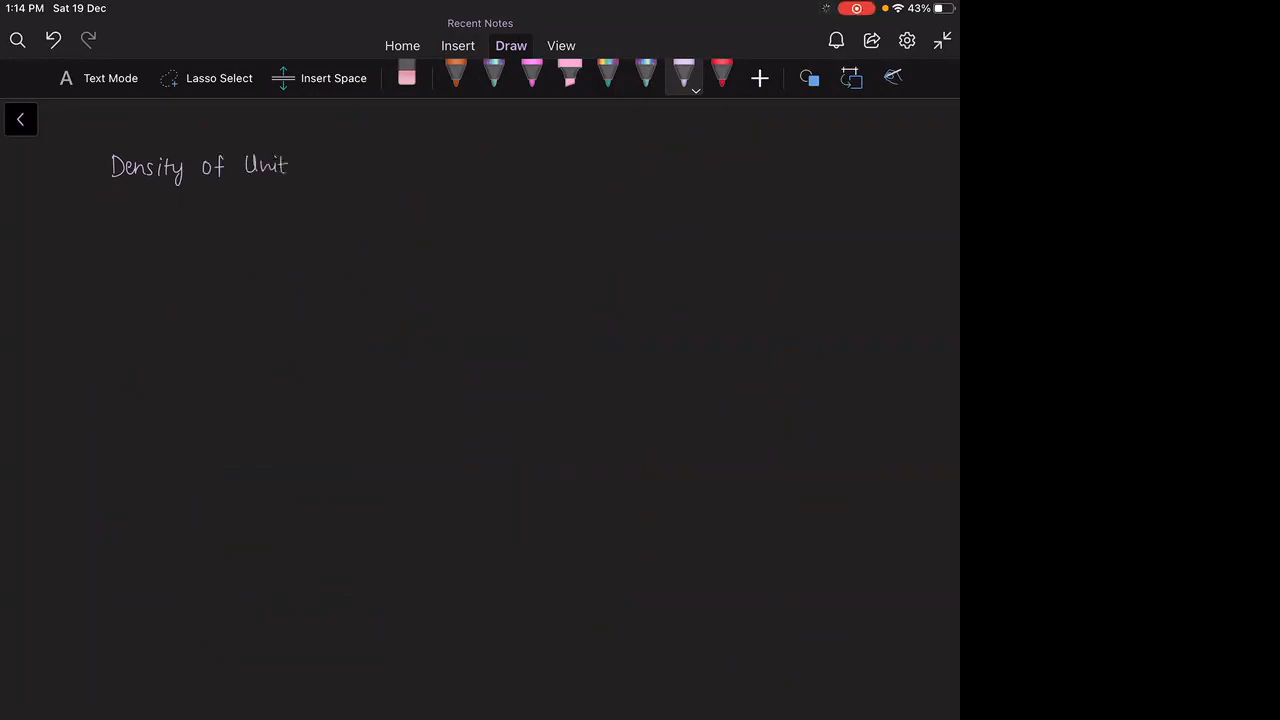 1:14 PM Sat 19 Dec 43%
Recent Notes
Home Insert Draw View
A Text Mode Lasso Select Insert Space
Density of Unit